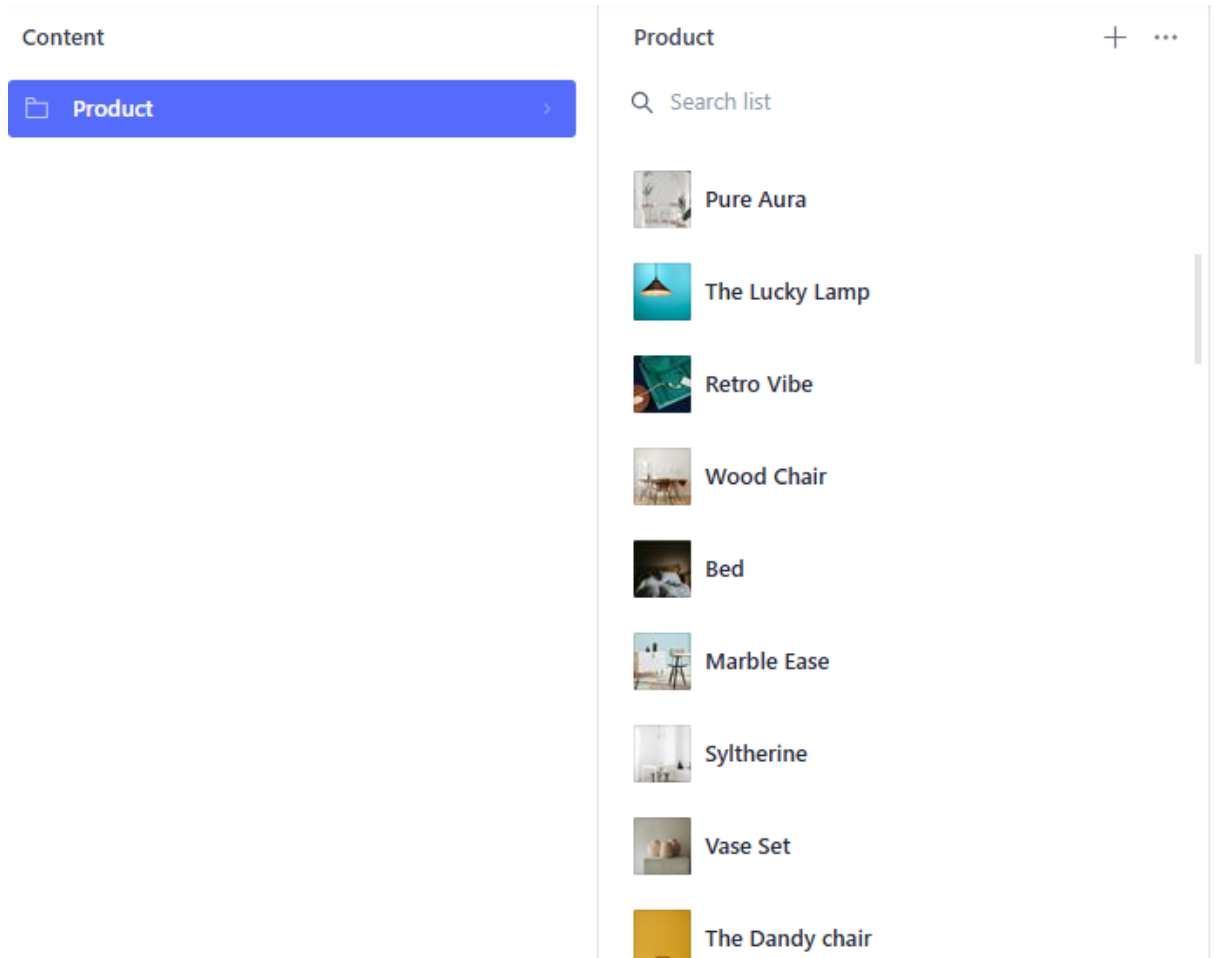 Content
Product
Product
Search list
Pure Aura
The Lucky Lamp
Retro Vibe
Wood Chair
Bed
Marble Ease
Syltherine
Vase Set
The Dandy chair